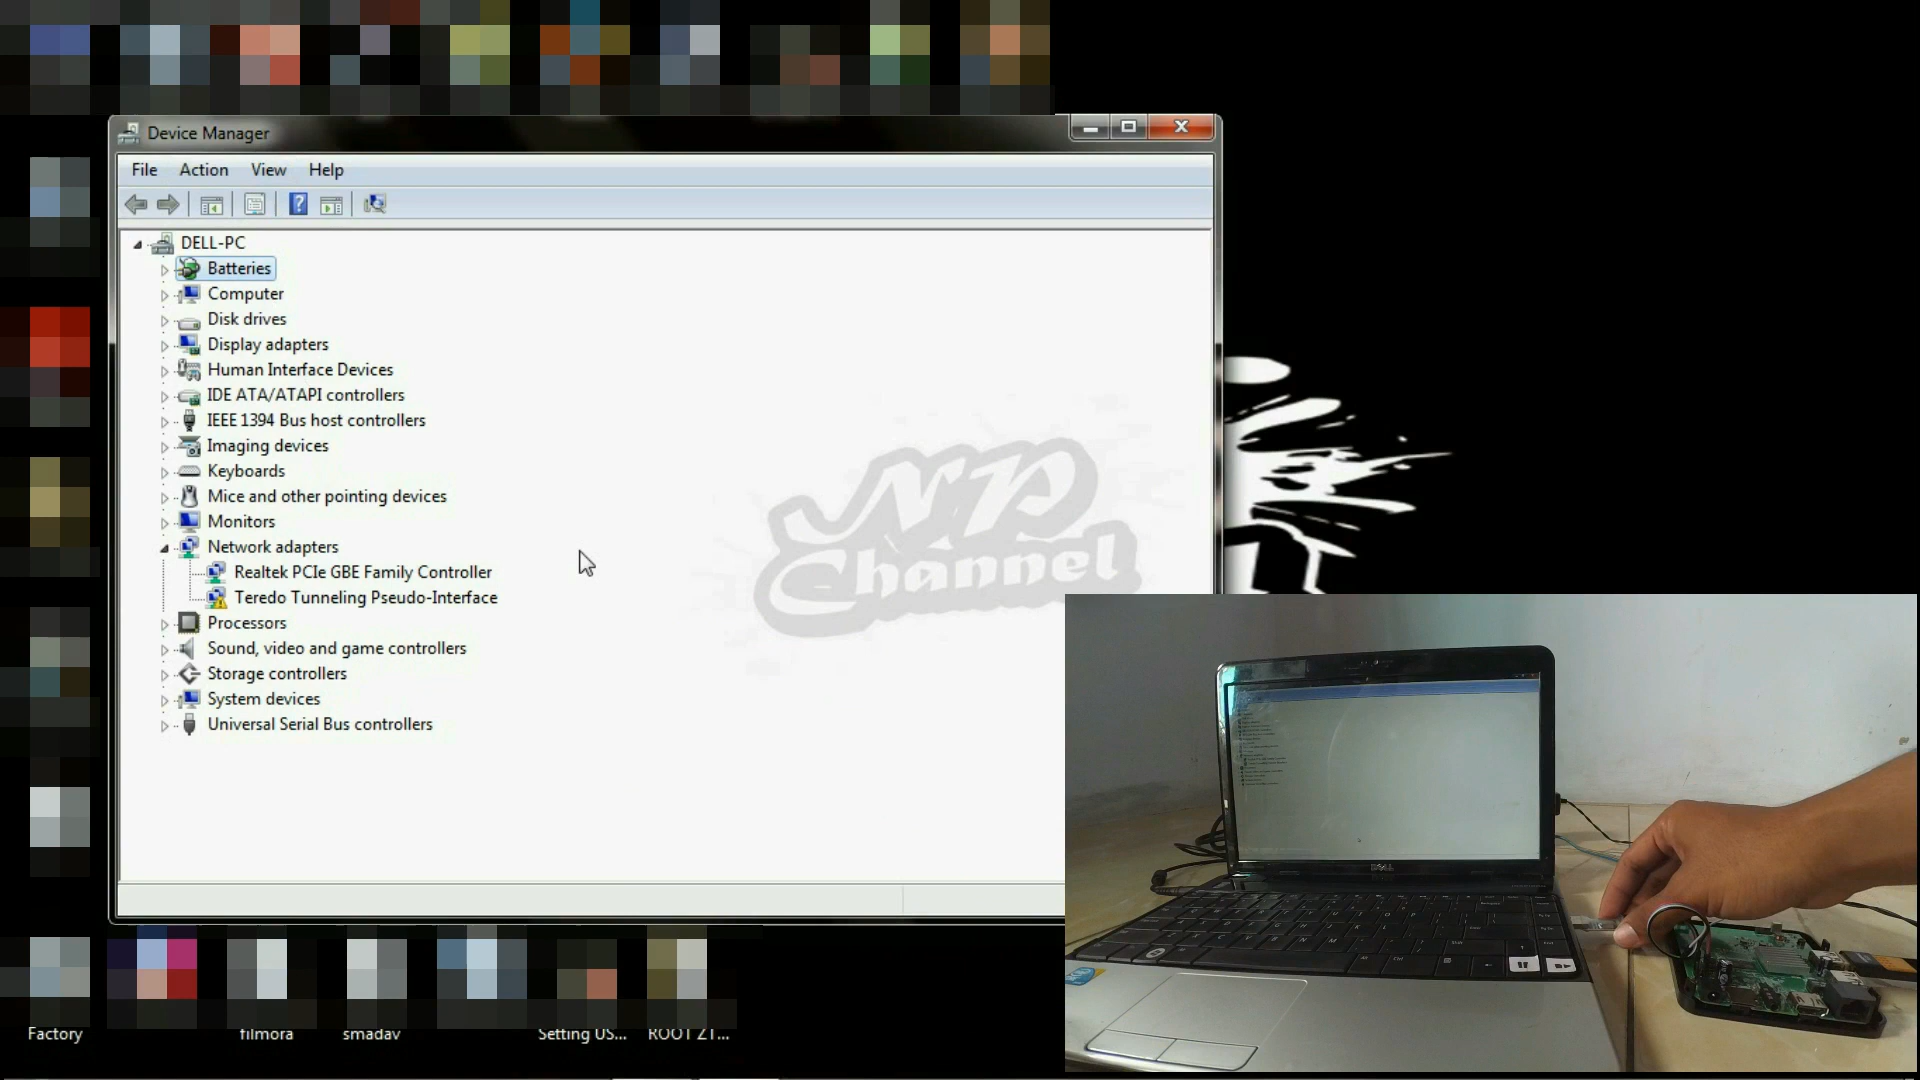 Device Manager
File Action View Help
DELL-PC
Batteries
Computer
Disk drives
Display adapters
Human Interface Devices
IDE ATA/ATAPI controllers
IEEE 1394 Bus host controllers
Imaging devices
Keyboards
Mice and other pointing devices
Monitors
Network adapters
Realtek PCIe GBE Family Controller
Teredo Tunneling Pseudo-Interface
Processors
Sound, video and game controllers
Storage controllers
System devices
Universal Serial Bus controllers
NP
Channel
DELL
Factory
filmora
smadav
Setting US...
ROOT ZT...